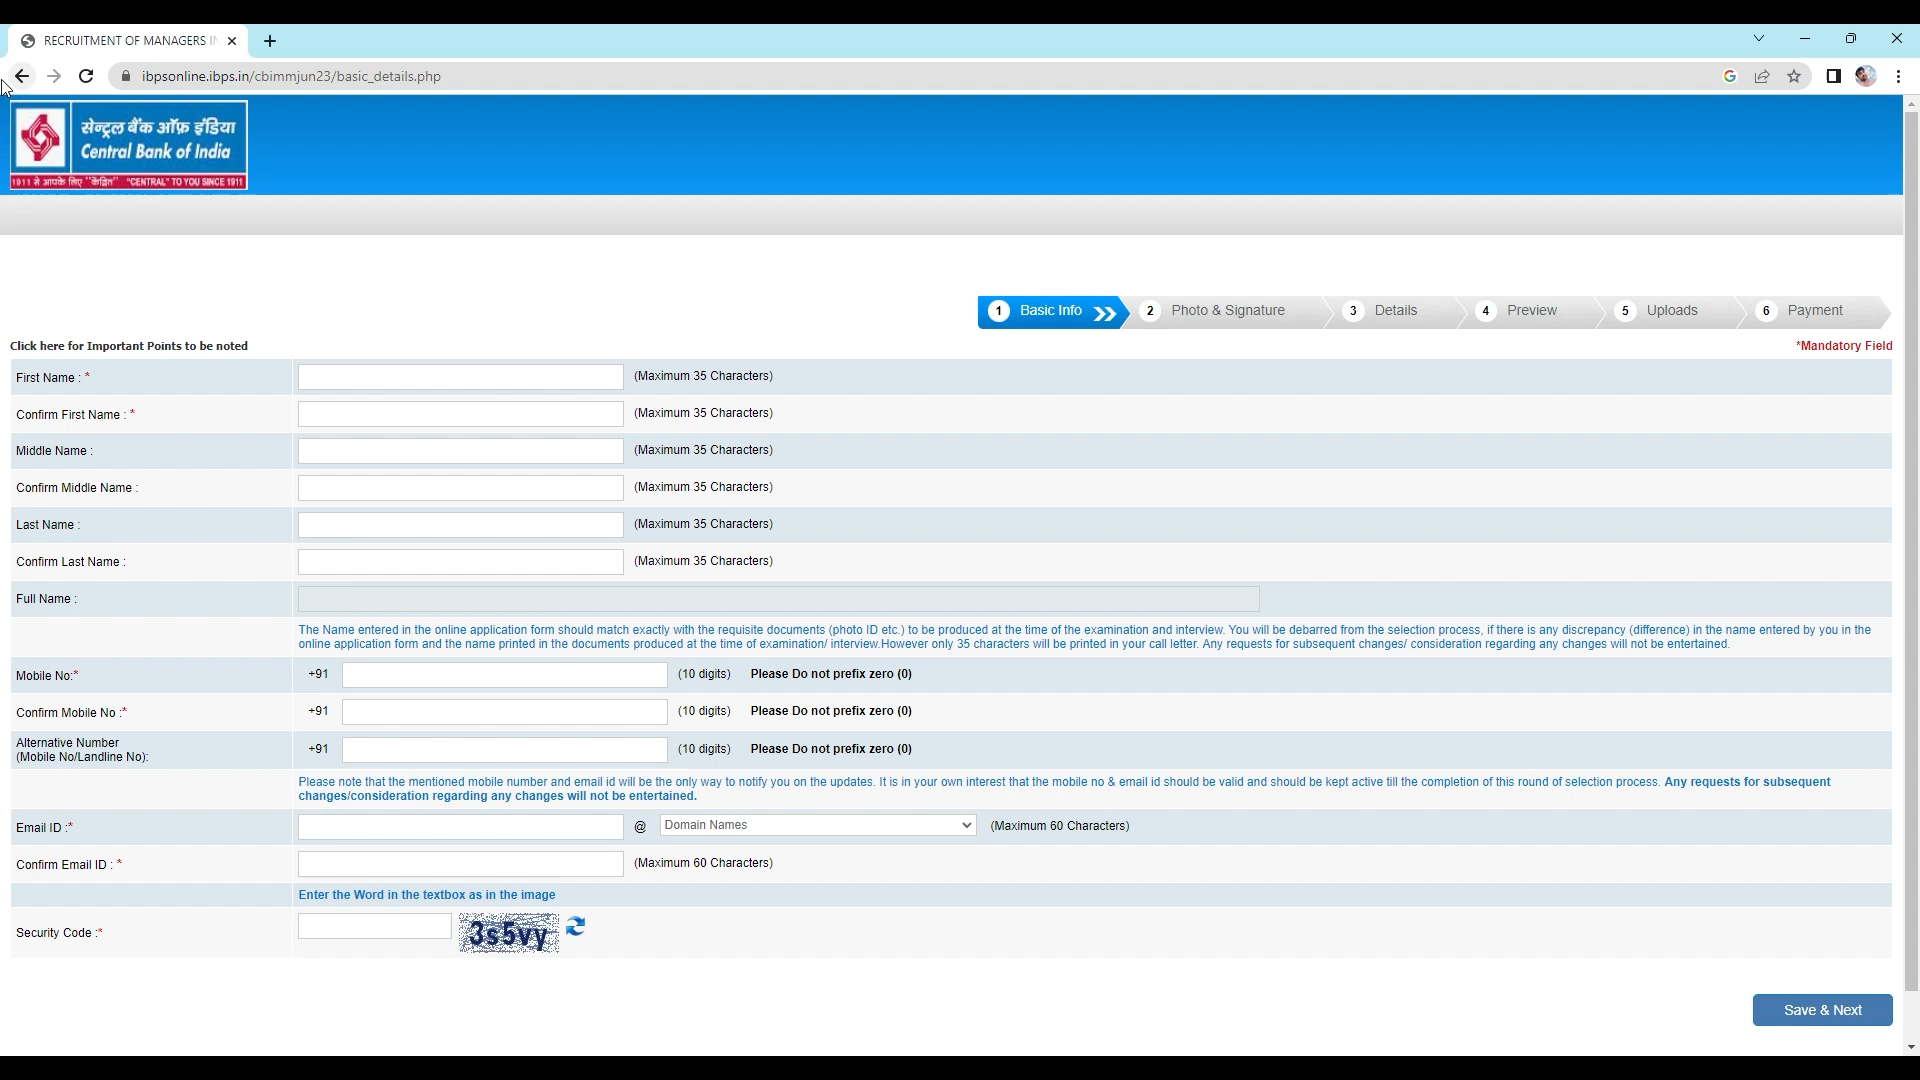 RECRUITMENT OF MANAGERS IN
ibpsonline.ibps.in/cbimmjun23/basic_details.php
सेन्ट्रल बैंक ऑफ़ इंडिया
Central Bank of India
1911 से आपके लिए "केंद्रित" "CENTRAL" TO YOU SINCE 1911
1 Basic Info 2 Photo & Signature 3 Details 4 Preview 5 Uploads 6 Payment
Click here for Important Points to be noted *Mandatory Field
First Name : * (Maximum 35 Characters)
Confirm First Name : * (Maximum 35 Characters)
Middle Name : (Maximum 35 Characters)
Confirm Middle Name : (Maximum 35 Characters)
Last Name : (Maximum 35 Characters)
Confirm Last Name : (Maximum 35 Characters)
Full Name :
The Name entered in the online application form should match exactly with the requisite documents (photo ID etc.) to be produced at the time of the examination and interview. You will be debarred from the selection process, if there is any discrepancy (difference) in the name entered by you in the
online application form and the name printed in the documents produced at the time of examination/ interview.However only 35 characters will be printed in your call letter. Any requests for subsequent changes/ consideration regarding any changes will not be entertained.
Mobile No:* +91 (10 digits) Please Do not prefix zero (0)
Confirm Mobile No :* +91 (10 digits) Please Do not prefix zero (0)
Alternative Number
(Mobile No/Landline No): +91 (10 digits) Please Do not prefix zero (0)
Please note that the mentioned mobile number and email id will be the only way to notify you on the updates. It is in your own interest that the mobile no & email id should be valid and should be kept active till the completion of this round of selection process. Any requests for subsequent
changes/consideration regarding any changes will not be entertained.
Email ID :* @ Domain Names (Maximum 60 Characters)
Confirm Email ID : * (Maximum 60 Characters)
Enter the Word in the textbox as in the image
Security Code :* 3s5vy
Save & Next